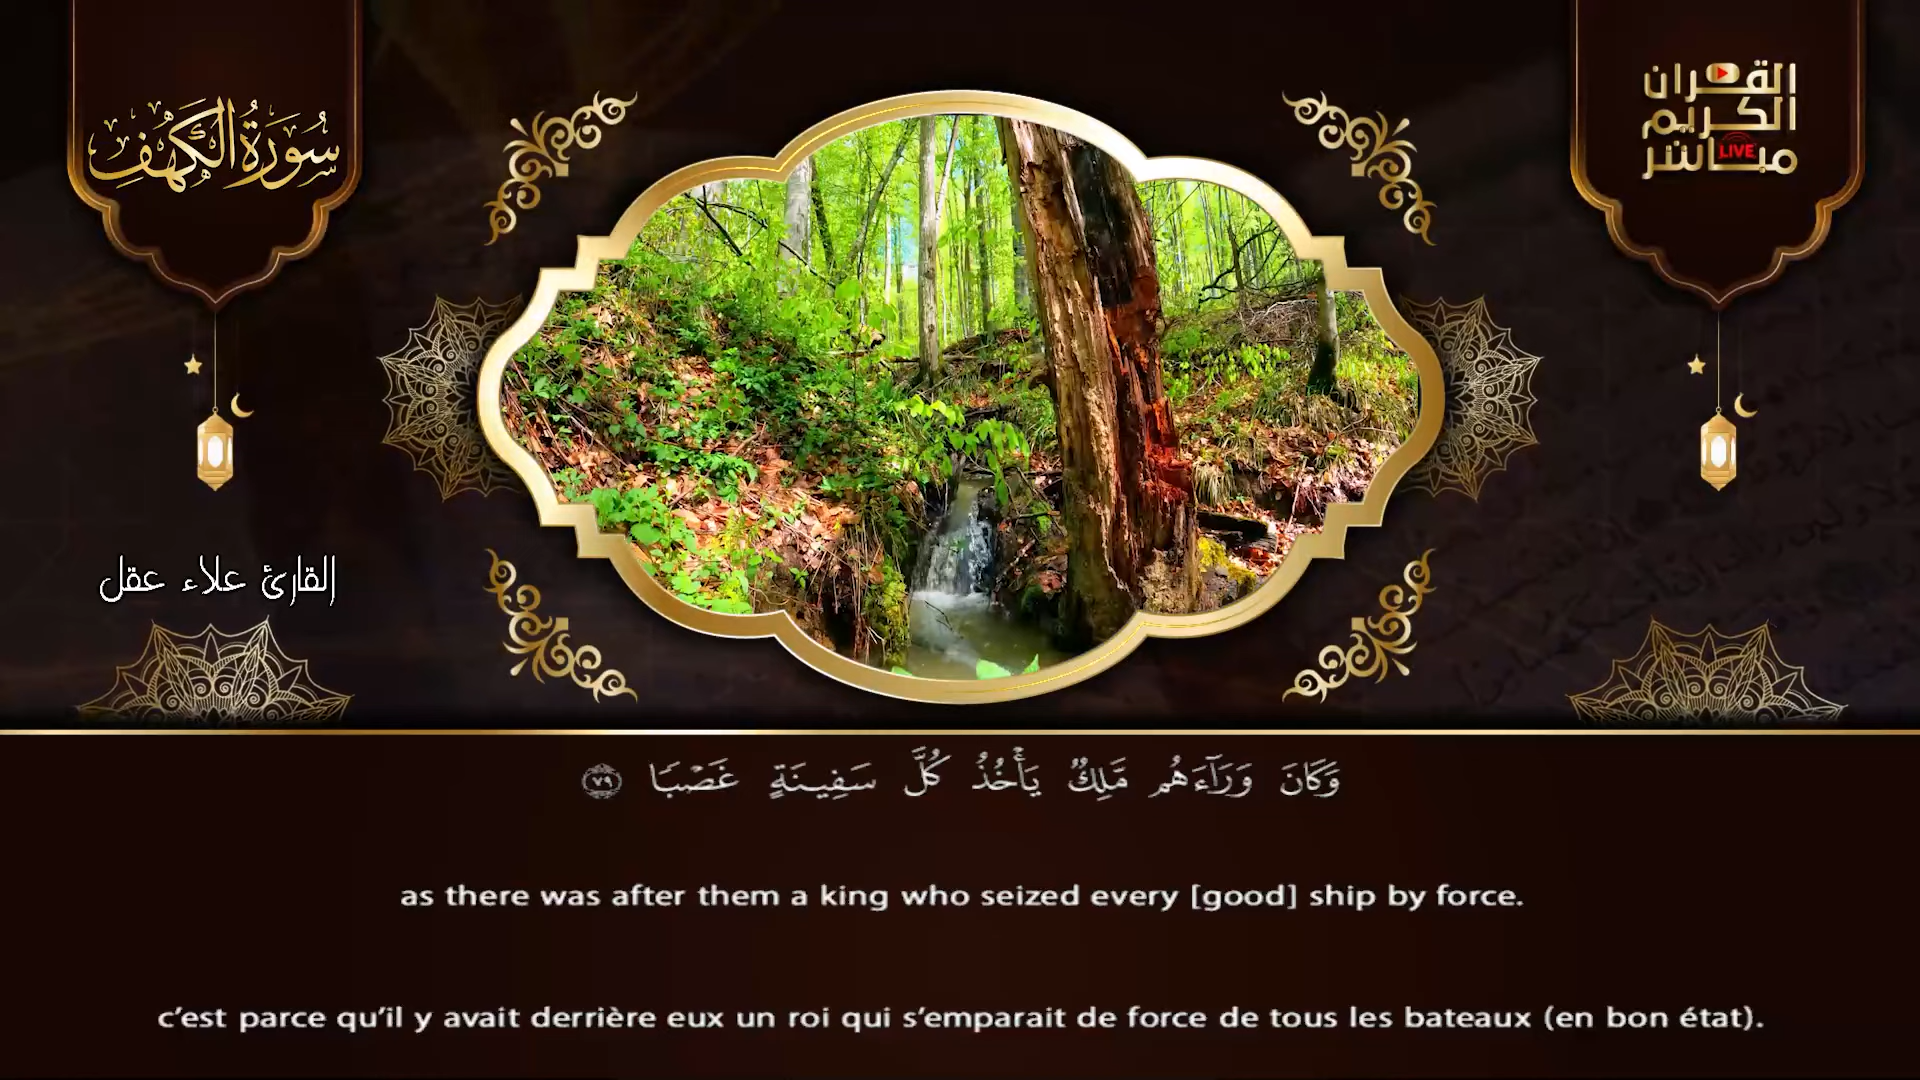 سُورَةُ الْكَهْفِ
القرآن
الكريم
مباشر
LIVE
القارئ علاء عقل
وَكَانَ وَرَآءَهُم مَّلِكٌ يَأْخُذُ كُلَّ سَفِينَةٍ غَصْبًا ٧٩
as there was after them a king who seized every [good] ship by force.
c’est parce qu’il y avait derrière eux un roi qui s’emparait de force de tous les bateaux (en bon état).